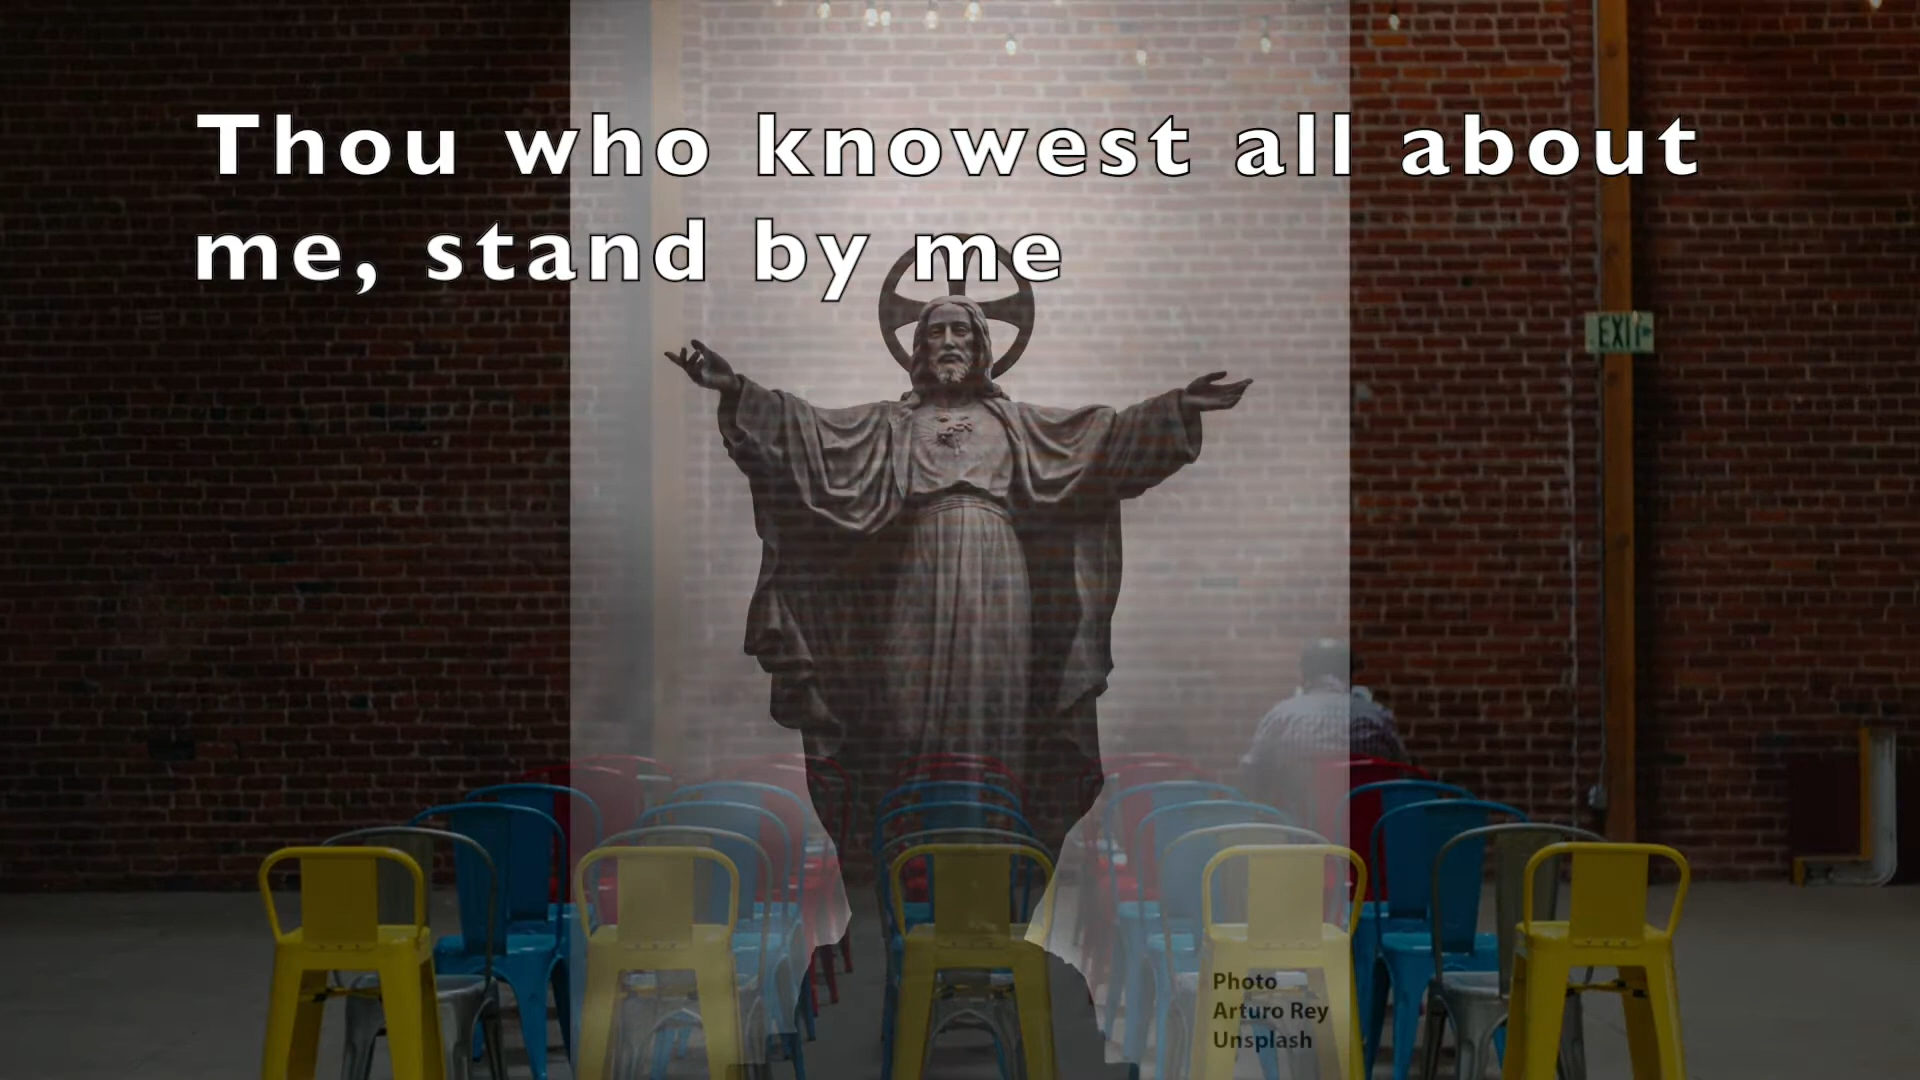 Thou who knowest all about
me, stand by me
EXIT
Photo
Arturo Rey
Unsplash